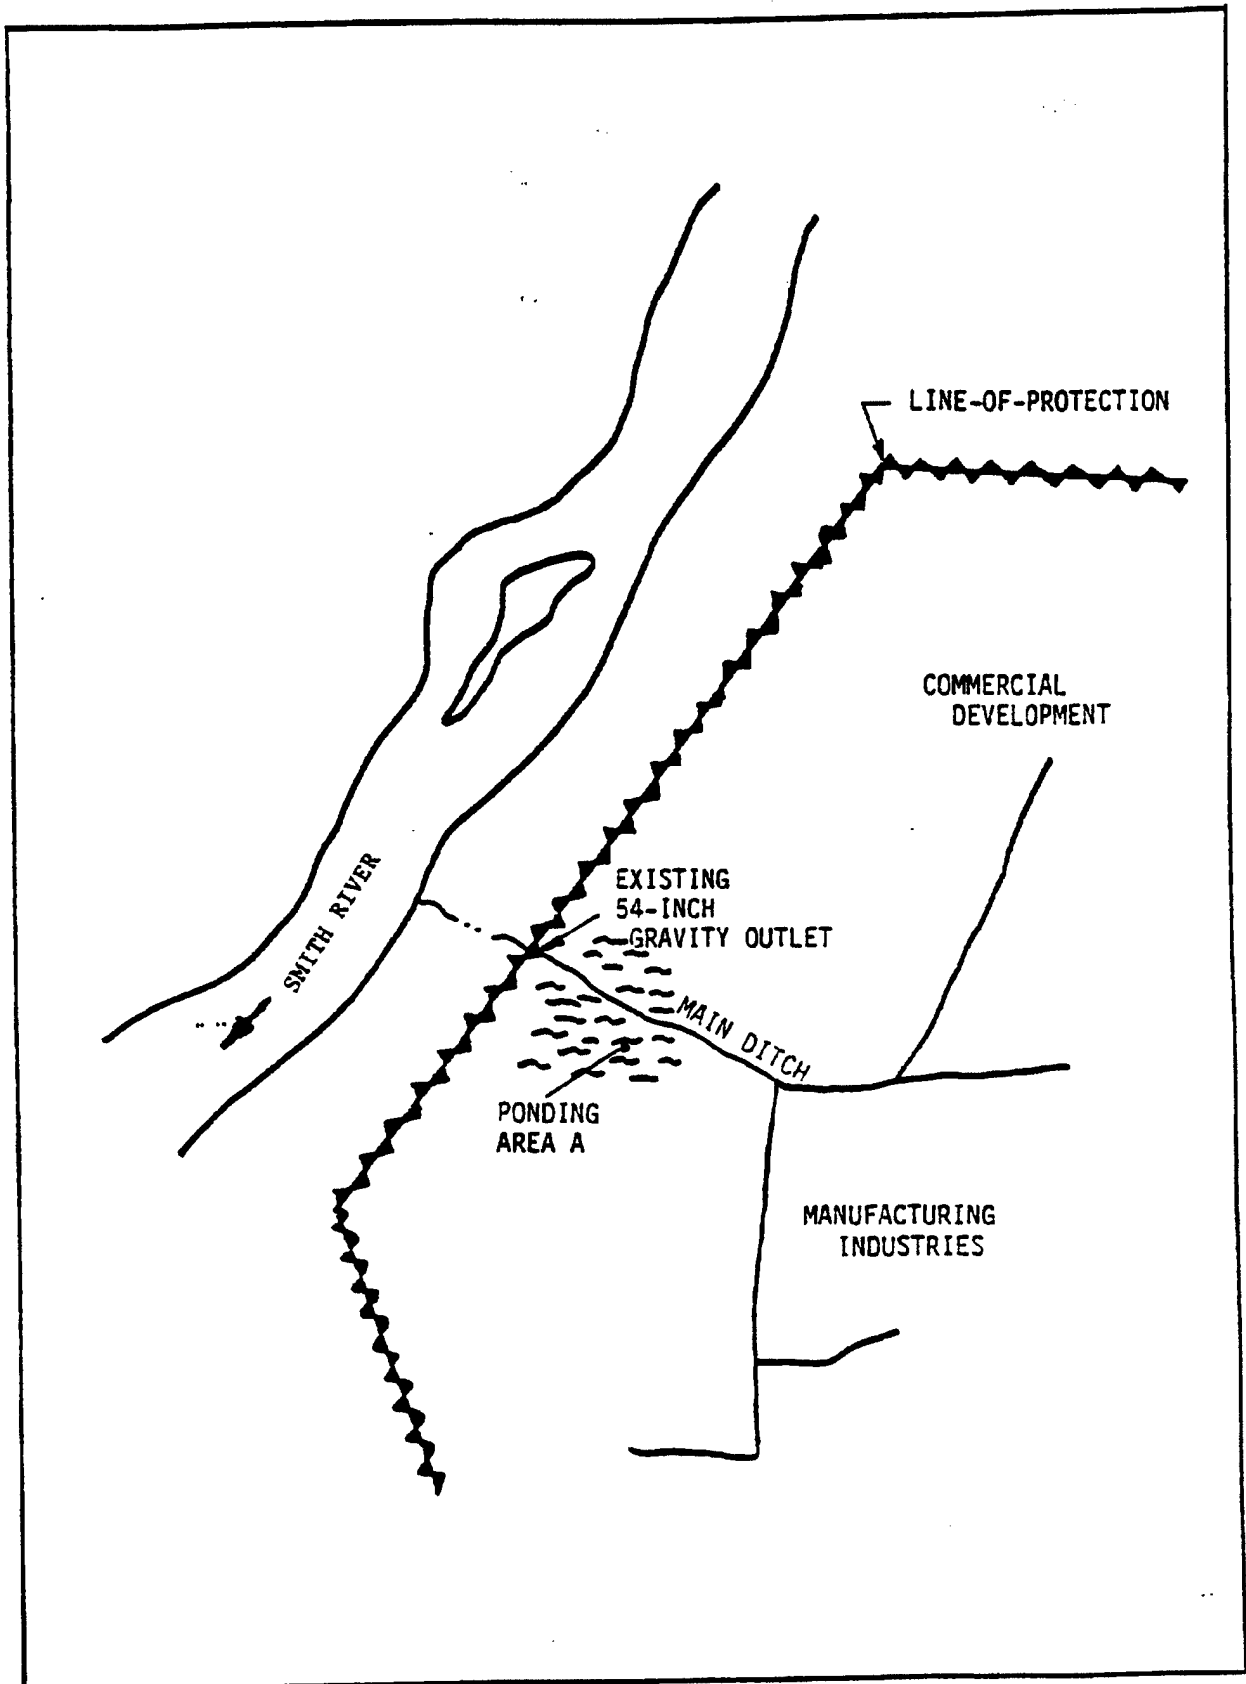 LINE-OF-PROTECTION
COMMERCIAL
DEVELOPMENT
EXISTING
54-INCH
GRAVITY OUTLET
SMITH RIVER
MAIN DITCH
PONDING
AREA A
MANUFACTURING
INDUSTRIES